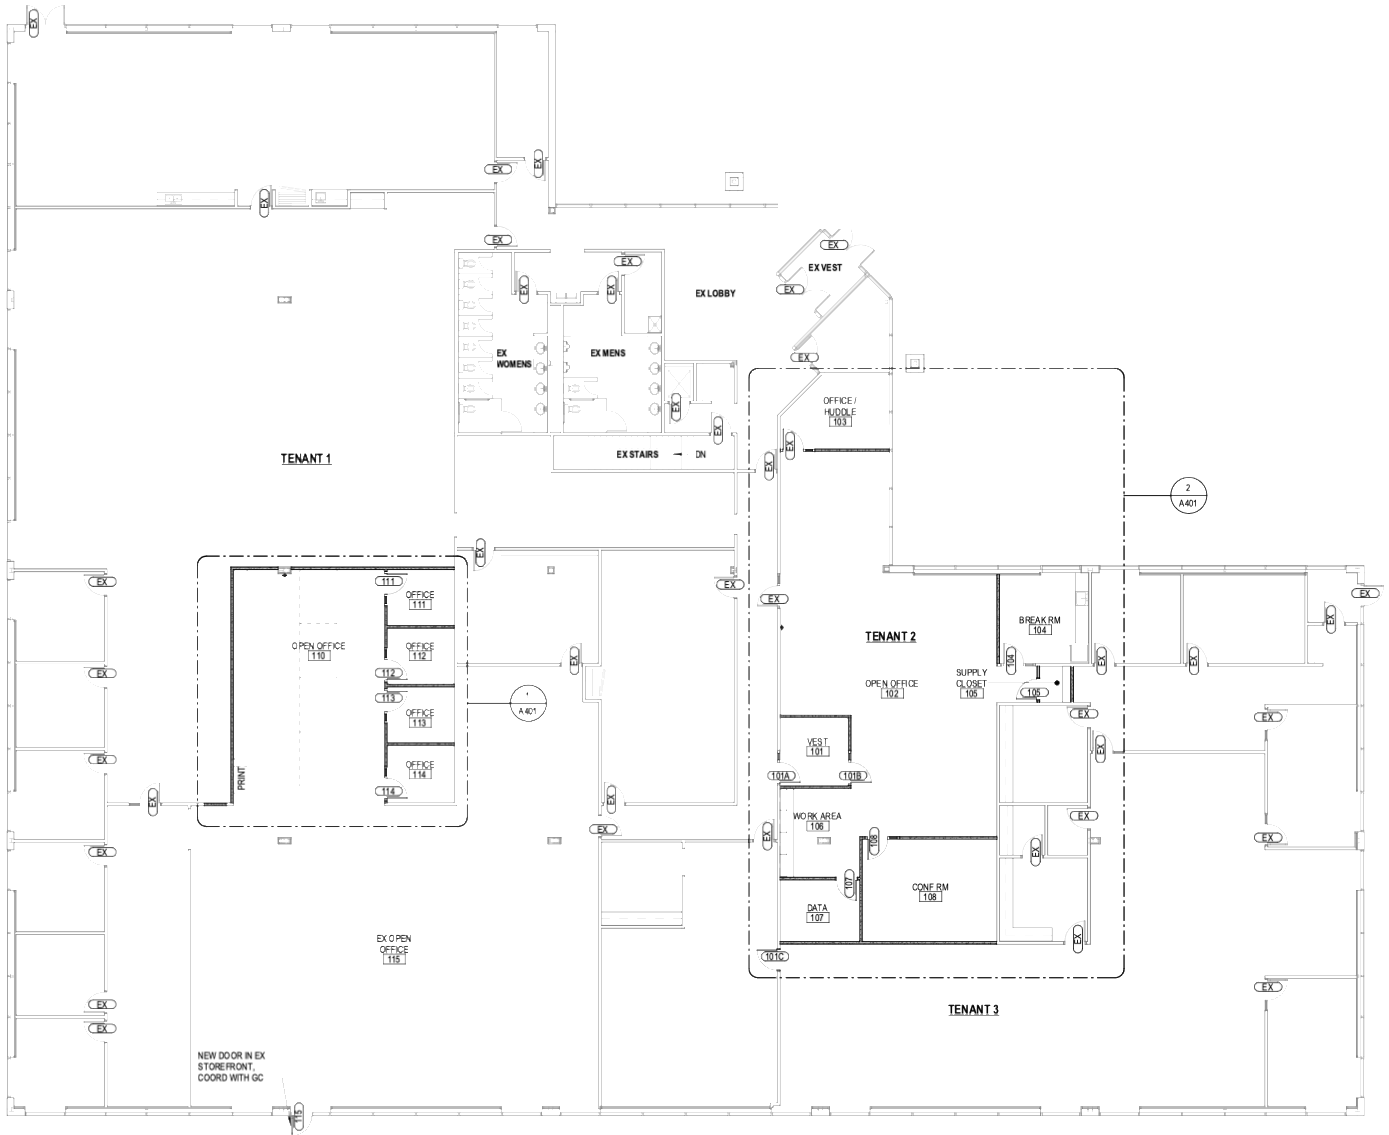 EX
EX
EX
EX
EX
EX
EX
EX VEST
EX
EX
EX
EX LOBBY
EX
EX
EX
WOMENS
EX MENS
EX
OFFICE /
HUDDLE
103
EX
EX
EX
EX
TENANT 1
EX STAIRS
DN
2
A401
EX
EX
111
OFFICE
111
EX
EX
EX
EX
TENANT 2
BREAK RM
104
OPEN OFFICE
110
OFFICE
112
112
EX
EX
104
EX
EX
SUPPLY
CLOSET
105
105
OPEN OFFICE
102
113
OFFICE
113
1
A401
EX
EX
VEST
101
EX
EX
OFFICE
114
114
PRINT
101A
101B
EX
EX
WORK AREA
106
EX
EX
EX
108
EX
EX
EX
107
CONF RM
108
DATA
107
EX OPEN
OFFICE
115
EX
101C
EX
EX
EX
TENANT 3
NEW DOOR IN EX
STOREFRONT,
COORD WITH GC
115